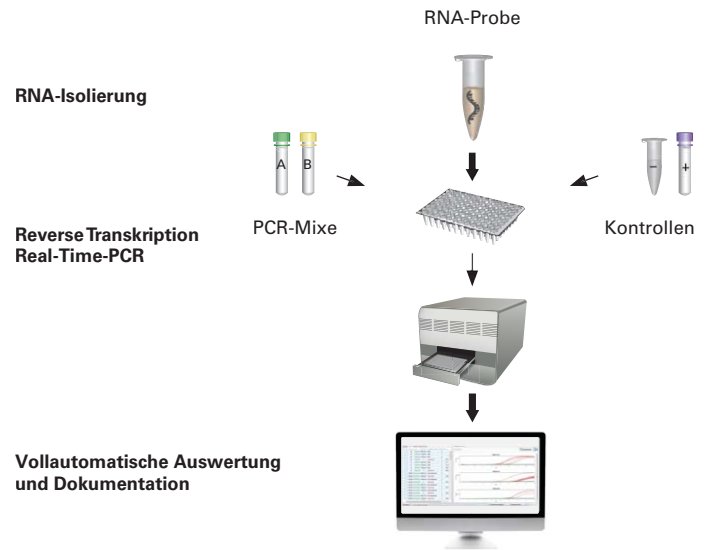 RNA-Probe
RNA-Isolierung
A B
- +
PCR-Mixe
Kontrollen
Reverse Transkription
Real-Time-PCR
Vollautomatische Auswertung
und Dokumentation